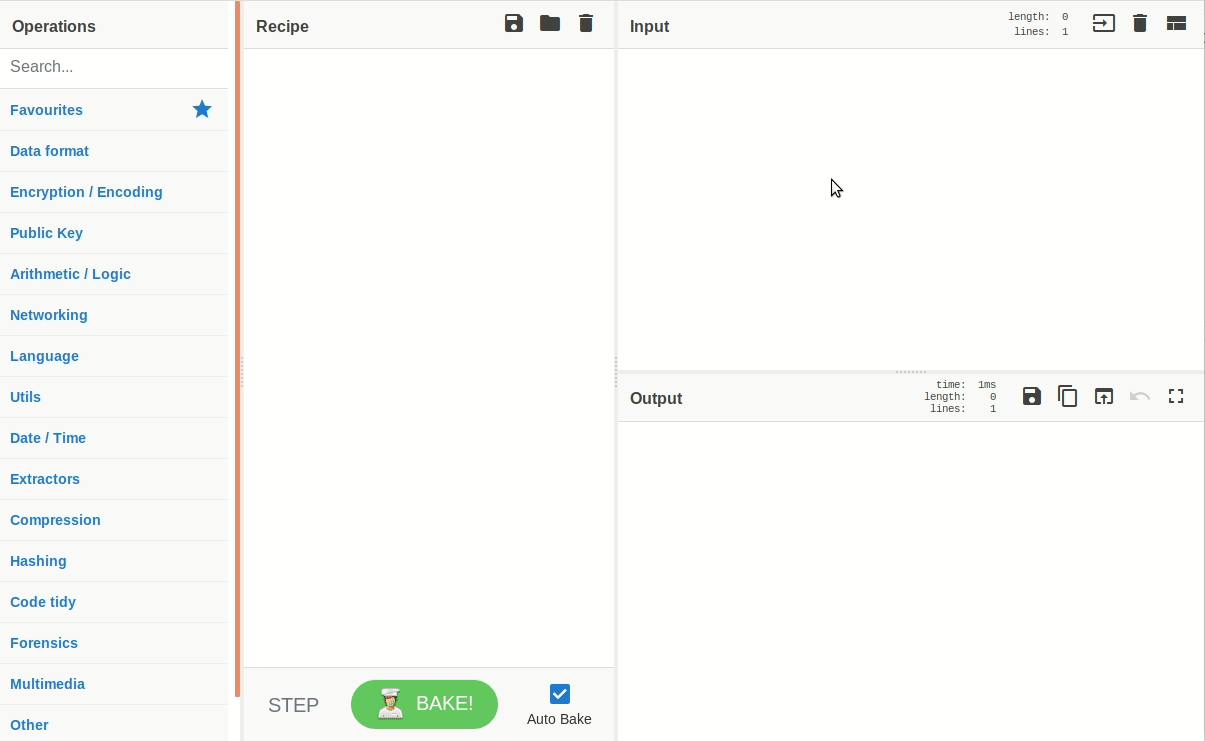 Operations
Search...
Favourites
Data format
Encryption / Encoding
Public Key
Arithmetic / Logic
Networking
Language
Utils
Date / Time
Extractors
Compression
Hashing
Code tidy
Forensics
Multimedia
Other
Recipe
STEP
BAKE!
Auto Bake
Input
length: 0
lines: 1
Output
time: 1ms
length: 0
lines: 1